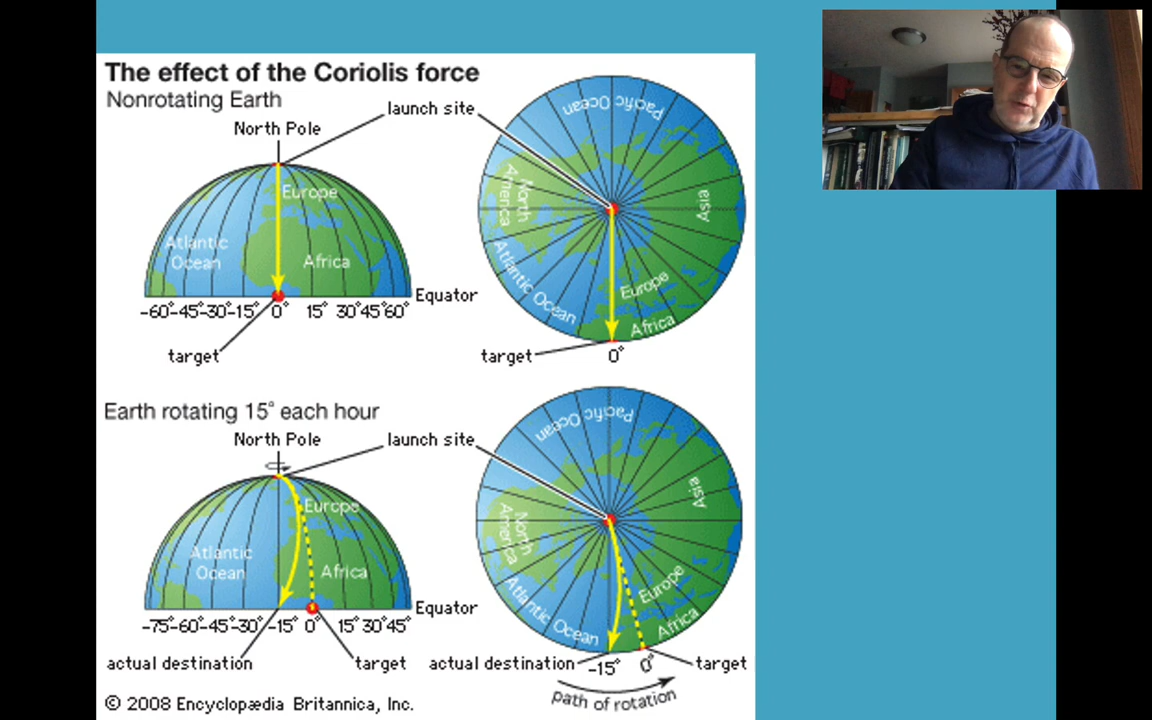 The effect of the Coriolis force
Nonrotating Earth
launch site
North Pole
Europe
Atlantic
Ocean
Africa
Equator
-60°-45°-30°-15° 0° 15° 30°45°60°
target
Pacific Ocean
North
America
Asia
Atlantic Ocean
Europe
Africa
target
0°
Earth rotating 15° each hour
North Pole
launch site
Europe
Atlantic
Ocean
Africa
Equator
-75°-60°-45°-30° -15° 0° 15°30°45°
actual destination
target
Pacific Ocean
North
America
Asia
Atlantic Ocean
Europe
Africa
actual destination
-15° 0°
target
path of rotation
© 2008 Encyclopædia Britannica, Inc.